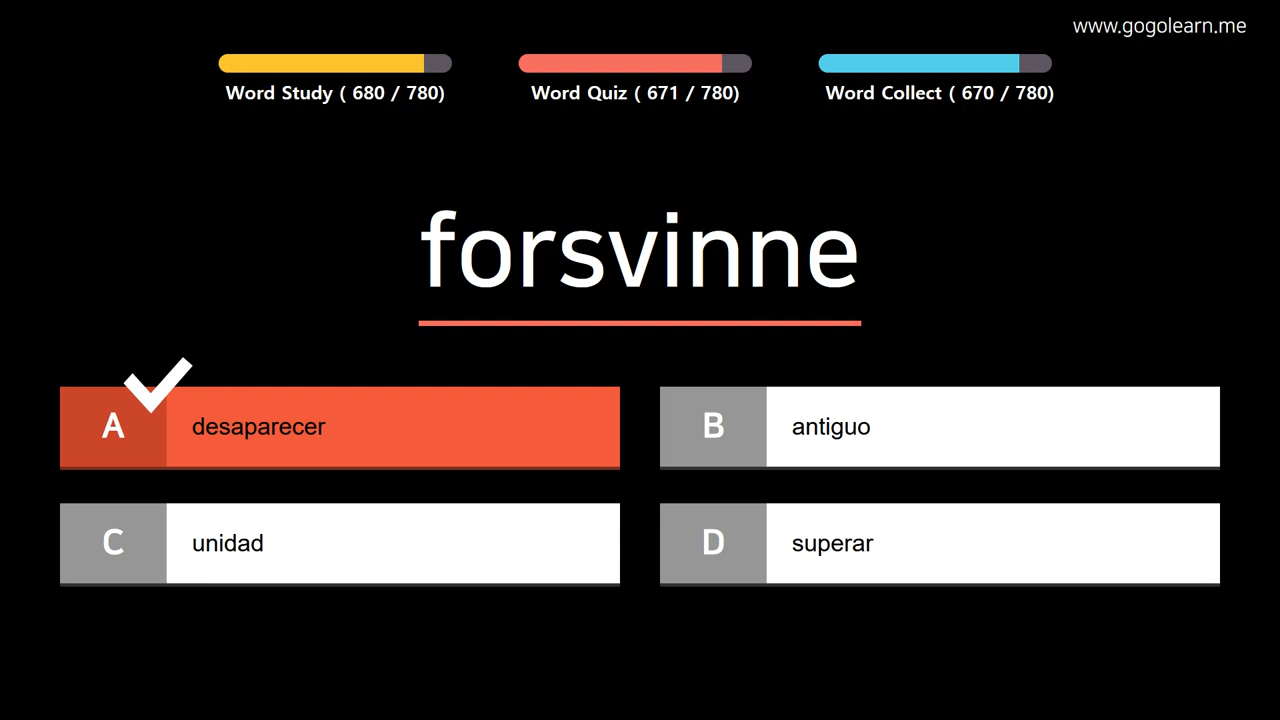 www.gogolearn.me
Word Study ( 680 / 780)
Word Quiz ( 671 / 780)
Word Collect ( 670 / 780)
forsvinne
A desaparecer
B antiguo
C unidad
D superar